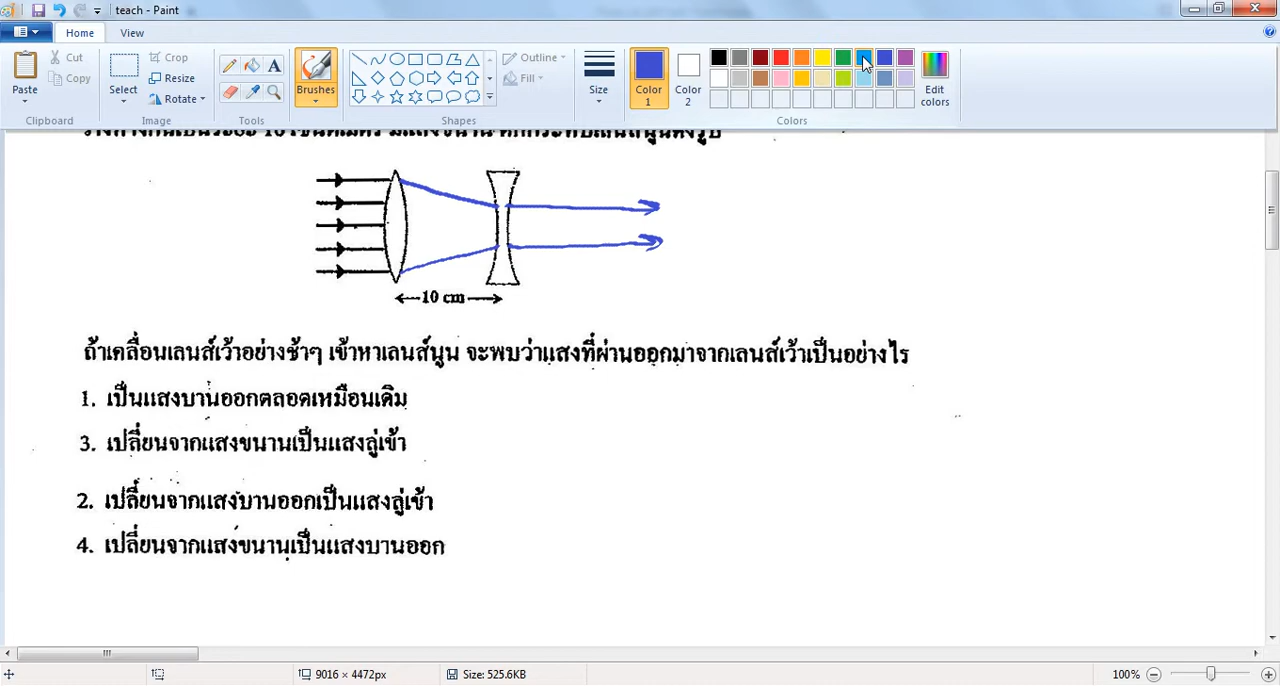 teach - Paint
Home
View
Paste
Cut
Copy
Clipboard
Select
Crop
Resize
Rotate
Image
Tools
Brushes
Outline
Fill
Shapes
Size
Color 1
Color 2
Edit colors
Colors
10 cm
ถ้าเคลื่อนเลนส์เว้าอย่างช้าๆ เข้าหาเลนส์นูน จะพบว่าแสงที่ผ่านออกมาจากเลนส์เว้าเป็นอย่างไร
1. เป็นแสงบานออกตลอดเหมือนเดิม
3. เปลี่ยนจากแสงขนานเป็นแสงลู่เข้า
2. เปลี่ยนจากแสงบานออกเป็นแสงลู่เข้า
4. เปลี่ยนจากแสงขนานเป็นแสงบานออก
9016 × 4472px
Size: 525.6KB
100%